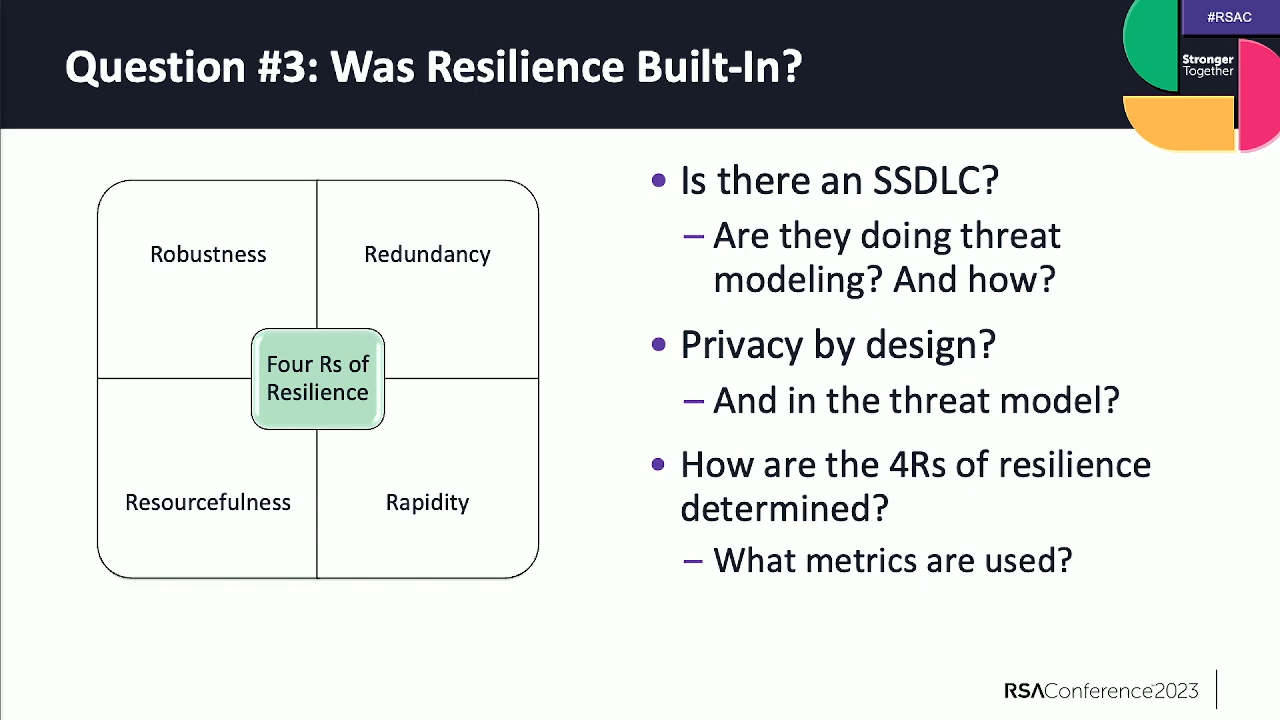 #RSAC
Question #3: Was Resilience Built-In?
Stronger
Together
Robustness
Redundancy
Four Rs of
Resilience
Resourcefulness
Rapidity
• Is there an SSDLC?
– Are they doing threat
modeling? And how?
• Privacy by design?
– And in the threat model?
• How are the 4Rs of resilience
determined?
– What metrics are used?
RSAConference™2023